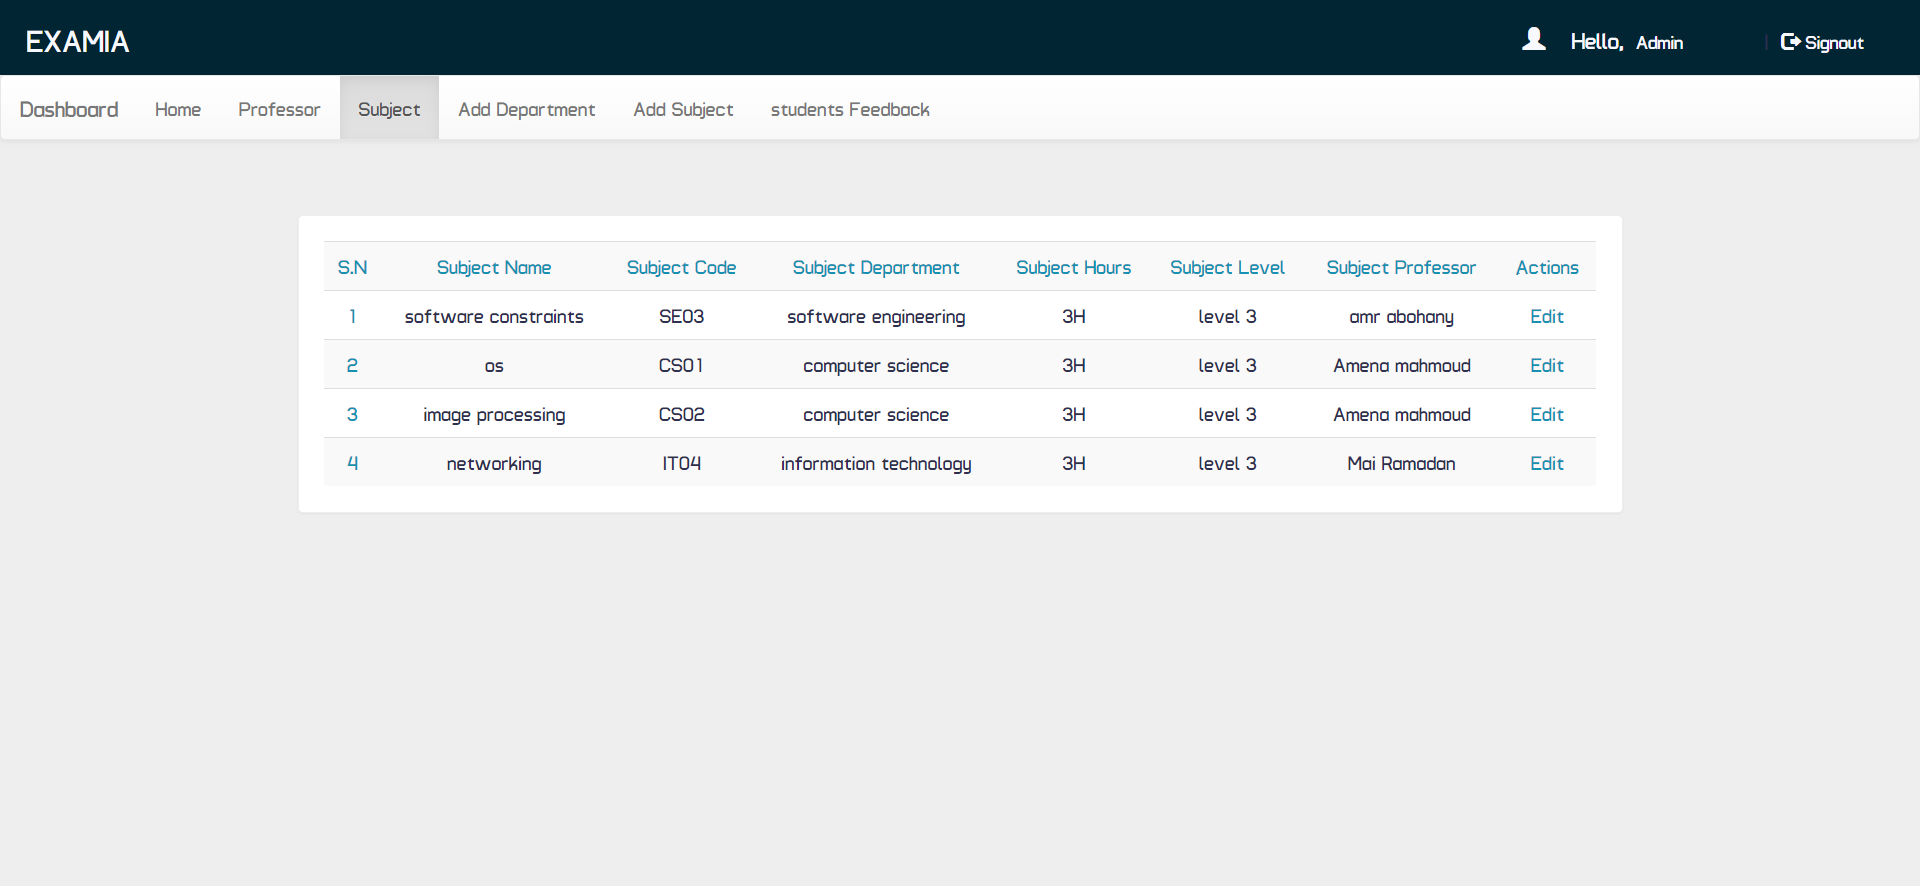 EXAMIA Hello, Admin | Signout
Dashboard Home Professor Subject Add Department Add Subject students Feedback
S.N Subject Name Subject Code Subject Department Subject Hours Subject Level Subject Professor Actions
1 software constraints SE03 software engineering 3H level 3 amr abohany Edit
2 os CS01 computer science 3H level 3 Amena mahmoud Edit
3 image processing CS02 computer science 3H level 3 Amena mahmoud Edit
4 networking IT04 information technology 3H level 3 Mai Ramadan Edit